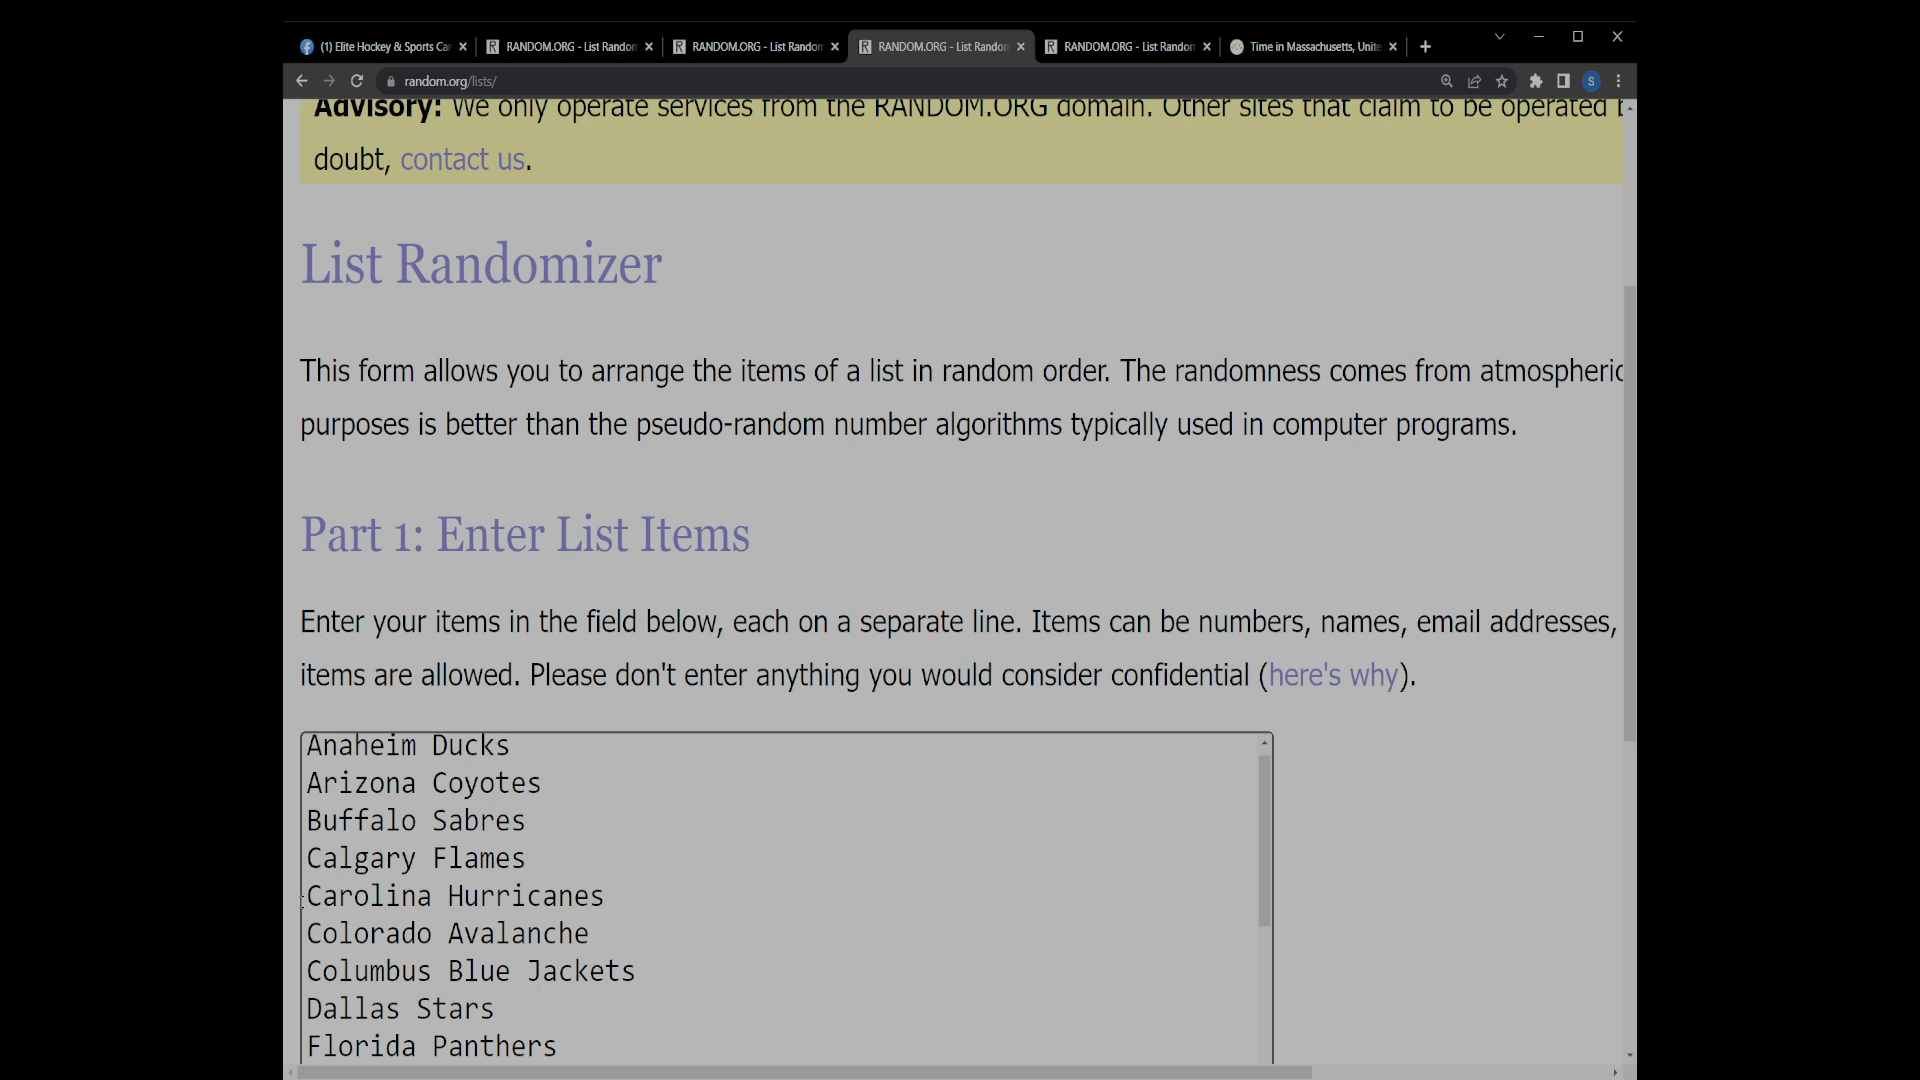 (1) Elite Hockey & Sports Ca
RANDOM.ORG - List Random
RANDOM.ORG - List Random
RANDOM.ORG - List Random
RANDOM.ORG - List Random
Time in Massachusetts, Unite
random.org/lists/
S
Advisory: We only operate services from the RANDOM.ORG domain. Other sites that claim to be operated
doubt, contact us.
List Randomizer
This form allows you to arrange the items of a list in random order. The randomness comes from atmospheric
purposes is better than the pseudo-random number algorithms typically used in computer programs.
Part 1: Enter List Items
Enter your items in the field below, each on a separate line. Items can be numbers, names, email addresses,
items are allowed. Please don't enter anything you would consider confidential (here's why).
Anaheim Ducks
Arizona Coyotes
Buffalo Sabres
Calgary Flames
Carolina Hurricanes
Colorado Avalanche
Columbus Blue Jackets
Dallas Stars
Florida Panthers